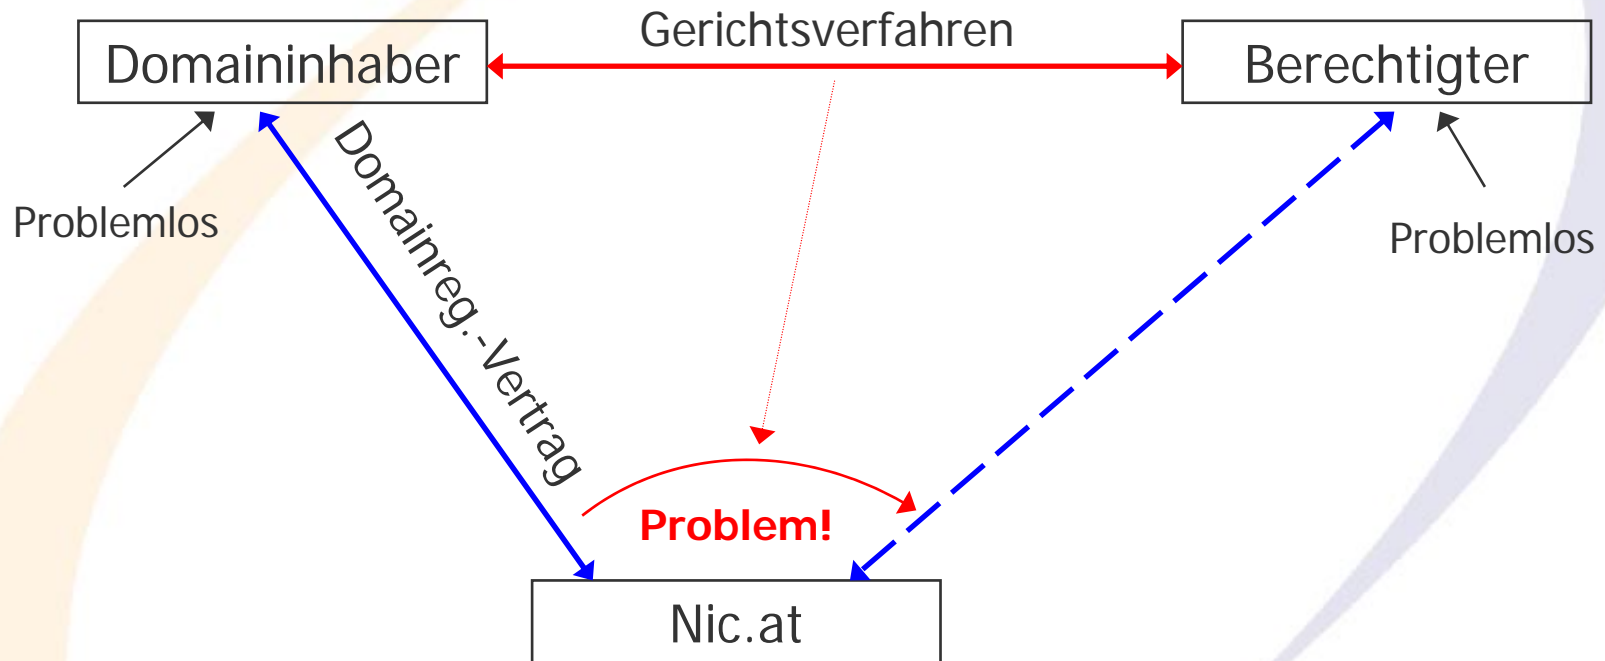 Gerichtsverfahren
Domaininhaber
Berechtigter
Problemlos
Domainreg.-Vertrag
Problemlos
Problem!
Nic.at